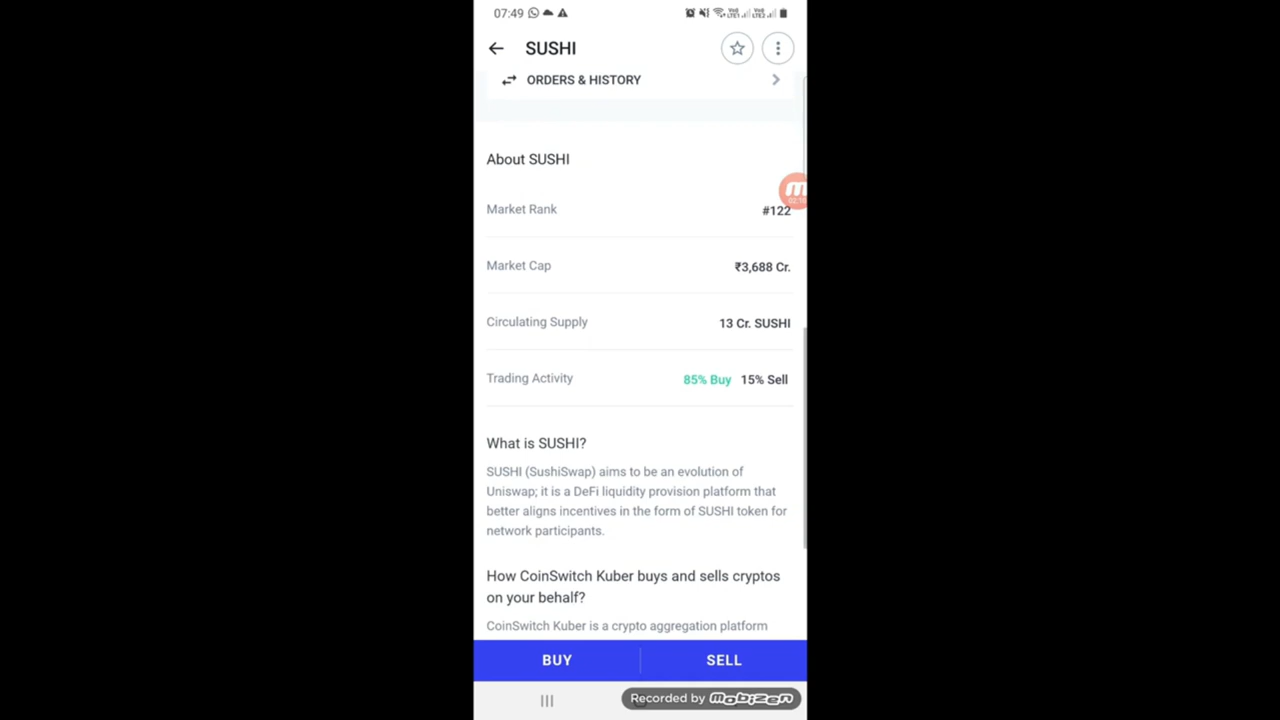 07:49
SUSHI
ORDERS & HISTORY
About SUSHI
Market Rank #122
Market Cap ₹3,688 Cr.
Circulating Supply 13 Cr. SUSHI
Trading Activity 85% Buy 15% Sell
What is SUSHI?
SUSHI (SushiSwap) aims to be an evolution of
Uniswap; it is a DeFi liquidity provision platform that
better aligns incentives in the form of SUSHI token for
network participants.
How CoinSwitch Kuber buys and sells cryptos
on your behalf?
CoinSwitch Kuber is a crypto aggregation platform
BUY SELL
Recorded by mobizen